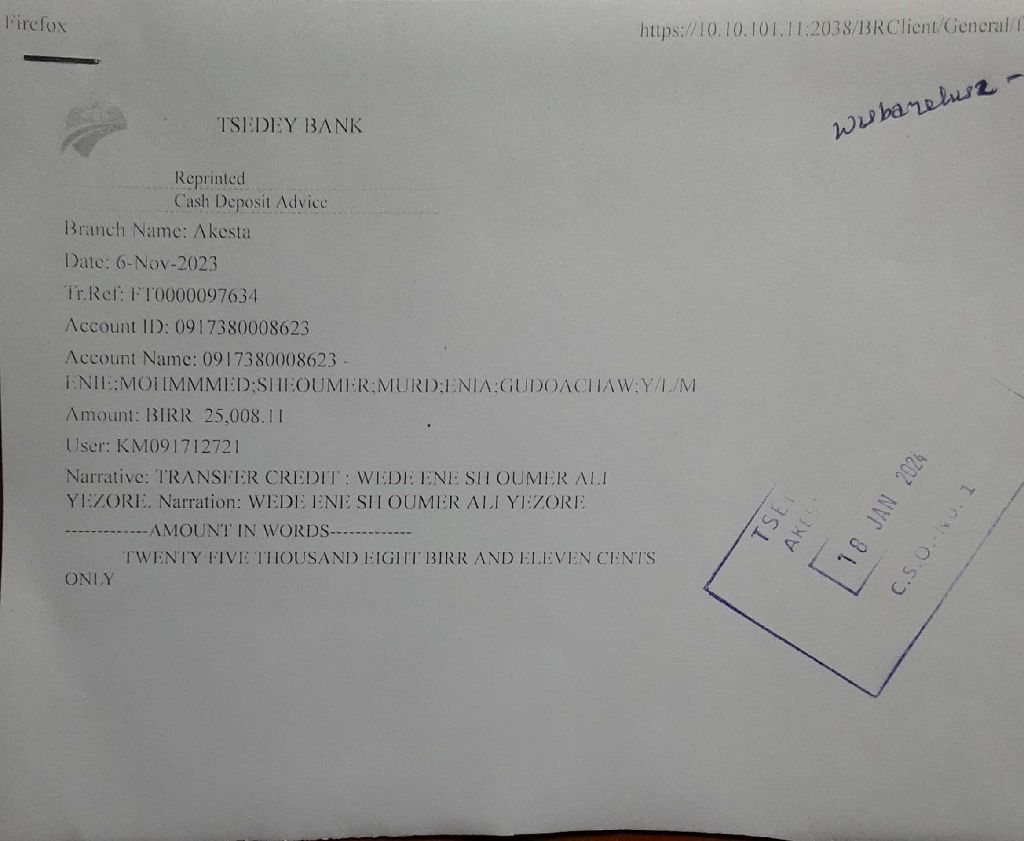 Firefox
https://10.10.101.11:2038/BRClient/General/f
TSEDEY BANK
Reprinted
Cash Deposit Advice
Branch Name: Akesta
Date: 6-Nov-2023
Tr.Ref: FT0000097634
Account ID: 0917380008623
Account Name: 0917380008623 -
ENIE;MOHMMMED;SHEOUMER;MURD;ENIA;GUDOACHAW;Y/L/M
Amount: BIRR 25,008.11
User: KM091712721
Narrative: TRANSFER CREDIT : WEDE ENE SH OUMER ALI
YEZORE. Narration: WEDE ENE SH OUMER ALI YEZORE
------------AMOUNT IN WORDS------------
TWENTY FIVE THOUSAND EIGHT BIRR AND ELEVEN CENTS
ONLY
TSE
AKES
18 JAN 2024
C.S.O.-NO. 1